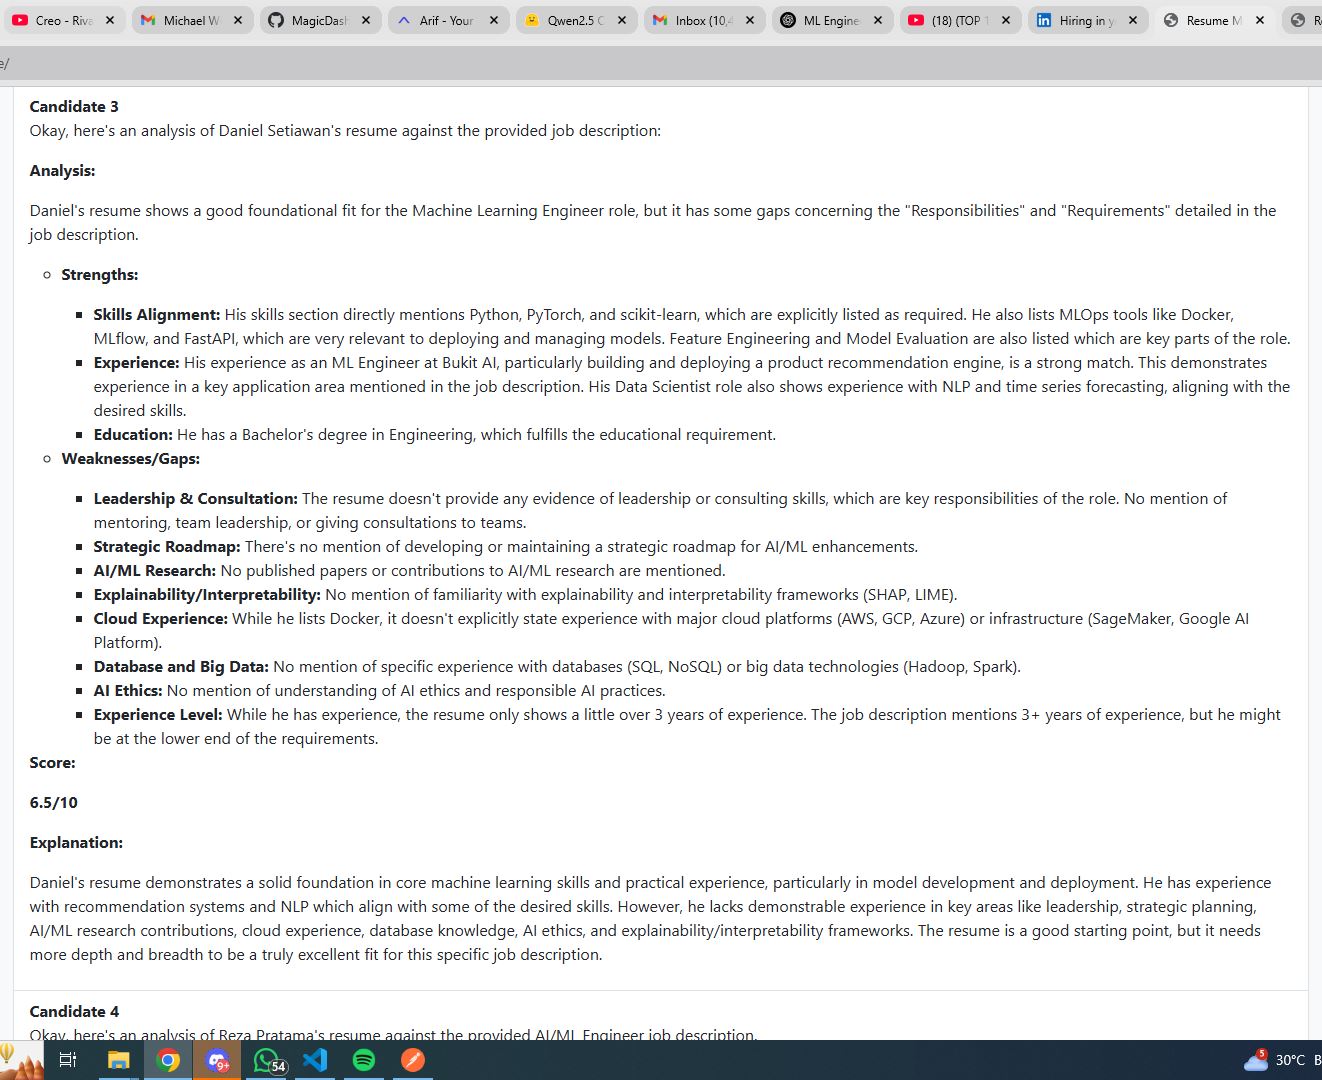 Creo - Riva
Michael W
MagicDash
Arif - Your
Qwen2.5 C
Inbox (10,4
ML Engine
(18) (TOP 1
Hiring in y
Resume M
R
e/
Candidate 3
Okay, here's an analysis of Daniel Setiawan's resume against the provided job description:
Analysis:
Daniel's resume shows a good foundational fit for the Machine Learning Engineer role, but it has some gaps concerning the "Responsibilities" and "Requirements" detailed in the
job description.
Strengths:
Skills Alignment: His skills section directly mentions Python, PyTorch, and scikit-learn, which are explicitly listed as required. He also lists MLOps tools like Docker,
MLflow, and FastAPI, which are very relevant to deploying and managing models. Feature Engineering and Model Evaluation are also listed which are key parts of the role.
Experience: His experience as an ML Engineer at Bukit AI, particularly building and deploying a product recommendation engine, is a strong match. This demonstrates
experience in a key application area mentioned in the job description. His Data Scientist role also shows experience with NLP and time series forecasting, aligning with the
desired skills.
Education: He has a Bachelor's degree in Engineering, which fulfills the educational requirement.
Weaknesses/Gaps:
Leadership & Consultation: The resume doesn't provide any evidence of leadership or consulting skills, which are key responsibilities of the role. No mention of
mentoring, team leadership, or giving consultations to teams.
Strategic Roadmap: There's no mention of developing or maintaining a strategic roadmap for AI/ML enhancements.
AI/ML Research: No published papers or contributions to AI/ML research are mentioned.
Explainability/Interpretability: No mention of familiarity with explainability and interpretability frameworks (SHAP, LIME).
Cloud Experience: While he lists Docker, it doesn't explicitly state experience with major cloud platforms (AWS, GCP, Azure) or infrastructure (SageMaker, Google AI
Platform).
Database and Big Data: No mention of specific experience with databases (SQL, NoSQL) or big data technologies (Hadoop, Spark).
AI Ethics: No mention of understanding of AI ethics and responsible AI practices.
Experience Level: While he has experience, the resume only shows a little over 3 years of experience. The job description mentions 3+ years of experience, but he might
be at the lower end of the requirements.
Score:
6.5/10
Explanation:
Daniel's resume demonstrates a solid foundation in core machine learning skills and practical experience, particularly in model development and deployment. He has experience
with recommendation systems and NLP which align with some of the desired skills. However, he lacks demonstrable experience in key areas like leadership, strategic planning,
AI/ML research contributions, cloud experience, database knowledge, AI ethics, and explainability/interpretability frameworks. The resume is a good starting point, but it needs
more depth and breadth to be a truly excellent fit for this specific job description.
Candidate 4
Okay, here's an analysis of Reza Pratama's resume against the provided AI/ML Engineer job description.
9+
54
5
30°C B